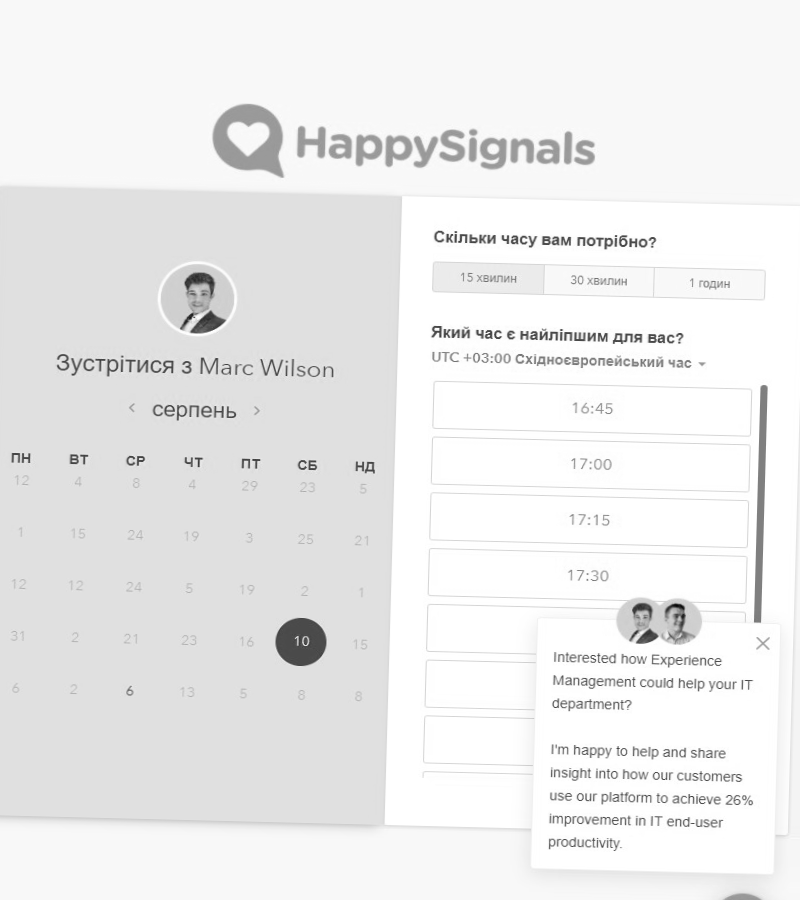 HappySignals
Зустрітися з Marc Wilson
серпень
ПН ВТ СР ЧТ ПТ СБ НД
12 4 8 4 29 23 5
1 15 24 19 3 25 21
12 12 24 5 19 2 1
31 2 21 23 16 10 15
6 2 6 13 5 8 8
Скільки часу вам потрібно?
15 хвилин 30 хвилин 1 годин
Який час є найліпшим для вас?
UTC +03:00 Східноєвропейський час
16:45
17:00
17:15
17:30
Interested how Experience
Management could help your IT
department?
I'm happy to help and share
insight into how our customers
use our platform to achieve 26%
improvement in IT end-user
productivity.